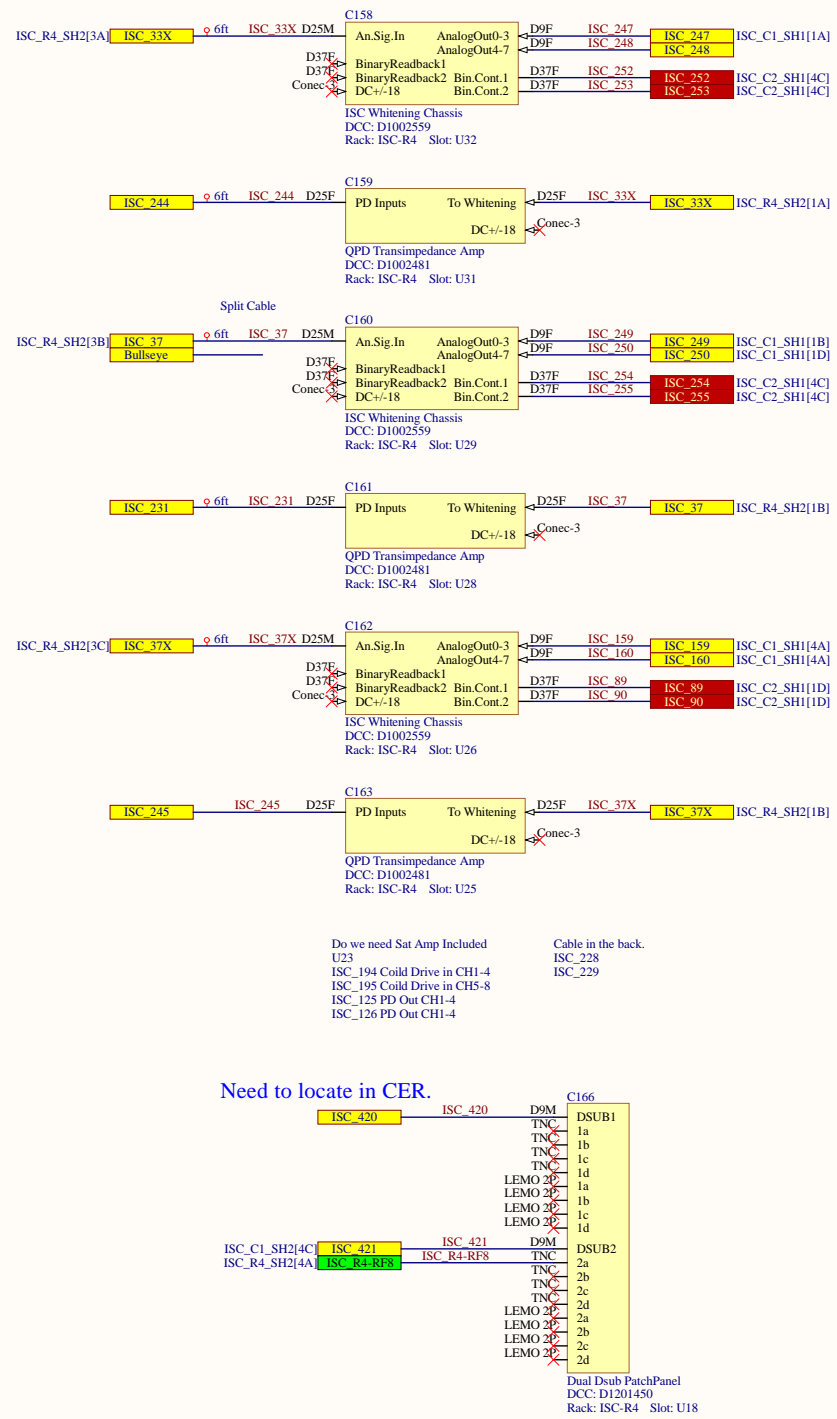 C158
ISC_R4_SH2[3A] ISC_33X 6ft ISC_33X D25M An.Sig.In AnalogOut0-3 D9F ISC_247 ISC_247 ISC_C1_SH1[1A]
AnalogOut4-7 D9F ISC_248 ISC_248
D37F BinaryReadback1
D37F BinaryReadback2 Bin.Cont.1 D37F ISC_252 ISC_252 ISC_C2_SH1[4C]
Conec-3 DC+/-18 Bin.Cont.2 D37F ISC_253 ISC_253 ISC_C2_SH1[4C]
ISC Whitening Chassis
DCC: D1002559
Rack: ISC-R4 Slot: U32
C159
ISC_244 6ft ISC_244 D25F PD Inputs To Whitening D25F ISC_33X ISC_33X ISC_R4_SH2[1A]
DC+/-18 Conec-3
QPD Transimpedance Amp
DCC: D1002481
Rack: ISC-R4 Slot: U31
Split Cable
C160
ISC_R4_SH2[3B] ISC_37 6ft ISC_37 D25M An.Sig.In AnalogOut0-3 D9F ISC_249 ISC_249 ISC_C1_SH1[1B]
Bullseye AnalogOut4-7 D9F ISC_250 ISC_250 ISC_C1_SH1[1D]
D37F BinaryReadback1
D37F BinaryReadback2 Bin.Cont.1 D37F ISC_254 ISC_254 ISC_C2_SH1[4C]
Conec-3 DC+/-18 Bin.Cont.2 D37F ISC_255 ISC_255 ISC_C2_SH1[4C]
ISC Whitening Chassis
DCC: D1002559
Rack: ISC-R4 Slot: U29
C161
ISC_231 6ft ISC_231 D25F PD Inputs To Whitening D25F ISC_37 ISC_37 ISC_R4_SH2[1B]
DC+/-18 Conec-3
QPD Transimpedance Amp
DCC: D1002481
Rack: ISC-R4 Slot: U28
C162
ISC_R4_SH2[3C] ISC_37X 6ft ISC_37X D25M An.Sig.In AnalogOut0-3 D9F ISC_159 ISC_159 ISC_C1_SH1[4A]
AnalogOut4-7 D9F ISC_160 ISC_160 ISC_C1_SH1[4A]
D37F BinaryReadback1
D37F BinaryReadback2 Bin.Cont.1 D37F ISC_89 ISC_89 ISC_C2_SH1[1D]
Conec-3 DC+/-18 Bin.Cont.2 D37F ISC_90 ISC_90 ISC_C2_SH1[1D]
ISC Whitening Chassis
DCC: D1002559
Rack: ISC-R4 Slot: U26
C163
ISC_245 ISC_245 D25F PD Inputs To Whitening D25F ISC_37X ISC_37X ISC_R4_SH2[1B]
DC+/-18 Conec-3
QPD Transimpedance Amp
DCC: D1002481
Rack: ISC-R4 Slot: U25
Do we need Sat Amp Included
U23
ISC_194 Coild Drive in CH1-4
ISC_195 Coild Drive in CH5-8
ISC_125 PD Out CH1-4
ISC_126 PD Out CH1-4
Cable in the back.
ISC_228
ISC_229
Need to locate in CER.
C166
ISC_420 ISC_420 D9M DSUB1
TNC 1a
TNC 1b
TNC 1c
TNC 1d
LEMO 2P 1a
LEMO 2P 1b
LEMO 2P 1c
LEMO 2P 1d
ISC_C1_SH2[4C] ISC_421 ISC_421 D9M DSUB2
ISC_R4_SH2[4A] ISC_R4-RF8 ISC_R4-RF8 TNC 2a
TNC 2b
TNC 2c
TNC 2d
LEMO 2P 2a
LEMO 2P 2b
LEMO 2P 2c
LEMO 2P 2d
Dual Dsub PatchPanel
DCC: D1201450
Rack: ISC-R4 Slot: U18